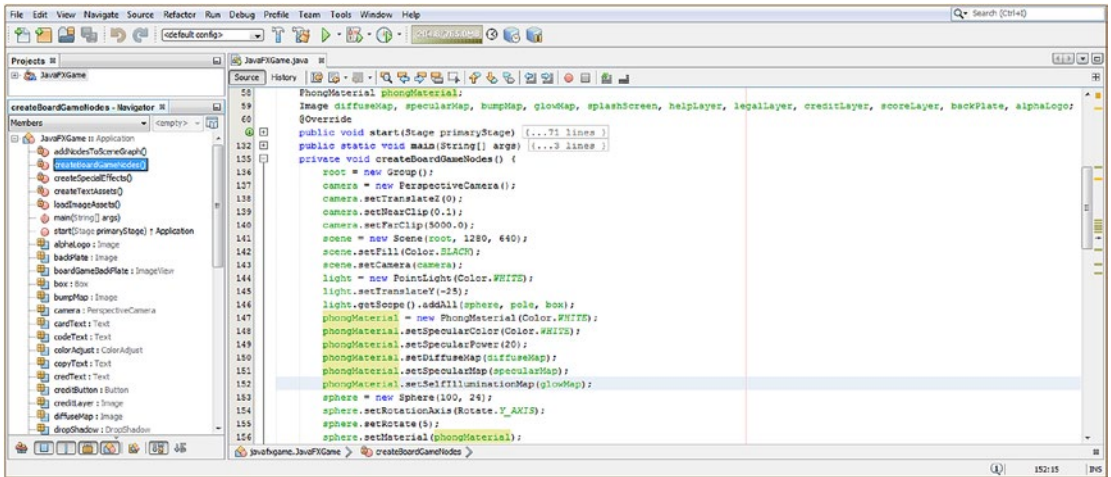 File Edit View Navigate Source Refactor Run Debug Profile Team Tools Window Help
Search (Ctrl+I)
<default config>
Projects
JavaFXGame
createBoardGameNodes - Navigator
Members
<empty>
JavaFXGame :: Application
addNodesToSceneGraph()
createBoardGameNodes()
createSpecialEffects()
createTextAssets()
loadImageAssets()
main(String[] args)
start(Stage primaryStage) ↑ Application
alphaLogo : Image
backPlate : Image
boardGameBackPlate : ImageView
box : Box
bumpMap : Image
camera : PerspectiveCamera
cardText : Text
codeText : Text
colorAdjust : ColorAdjust
copyText : Text
credText : Text
creditButton : Button
creditLayer : Image
diffuseMap : Image
dropShadow : DropShadow
JavaFXGame.java
Source History
58 PhongMaterial phongMaterial;
59 Image diffuseMap, specularMap, bumpMap, glowMap, splashScreen, helpLayer, legalLayer, creditLayer, scoreLayer, backPlate, alphaLogo;
60 @Override
public void start(Stage primaryStage) {...71 lines }
132 public static void main(String[] args) {...3 lines }
135 private void createBoardGameNodes() {
136 root = new Group();
137 camera = new PerspectiveCamera();
138 camera.setTranslateZ(0);
139 camera.setNearClip(0.1);
140 camera.setFarClip(5000.0);
141 scene = new Scene(root, 1280, 640);
142 scene.setFill(Color.BLACK);
143 scene.setCamera(camera);
144 light = new PointLight(Color.WHITE);
145 light.setTranslateY(-25);
146 light.getScope().addAll(sphere, pole, box);
147 phongMaterial = new PhongMaterial(Color.WHITE);
148 phongMaterial.setSpecularColor(Color.WHITE);
149 phongMaterial.setSpecularPower(20);
150 phongMaterial.setDiffuseMap(diffuseMap);
151 phongMaterial.setSpecularMap(specularMap);
152 phongMaterial.setSelfIlluminationMap(glowMap);
153 sphere = new Sphere(100, 24);
154 sphere.setRotationAxis(Rotate.Y_AXIS);
155 sphere.setRotate(5);
156 sphere.setMaterial(phongMaterial);
javafxgame.JavaFXGame
createBoardGameNodes
152:15 INS